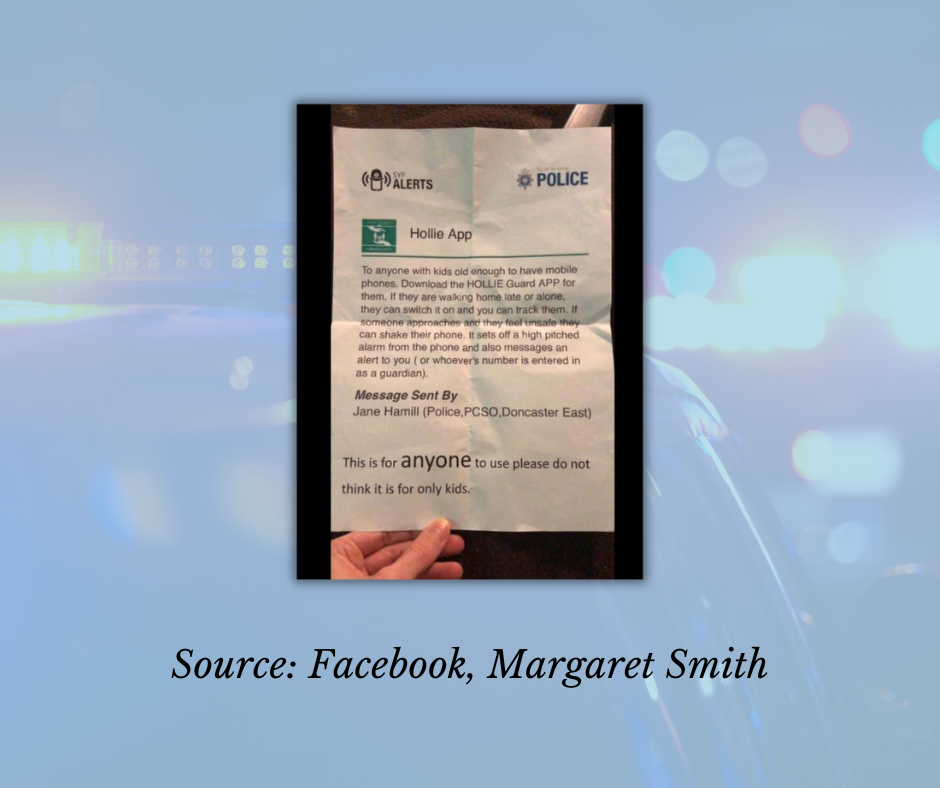 SYP
ALERTS
POLICE
Hollie App
To anyone with kids old enough to have mobile
phones. Download the HOLLIE Guard APP for
them. If they are walking home late or alone,
they can switch it on and you can track them. If
someone approaches and they feel unsafe they
can shake their phone. It sets off a high pitched
alarm from the phone and also messages an
alert to you ( or whoever's number is entered in
as a guardian).
Message Sent By
Jane Hamill (Police,PCSO,Doncaster East)
This is for anyone to use please do not
think it is for only kids.
Source: Facebook, Margaret Smith